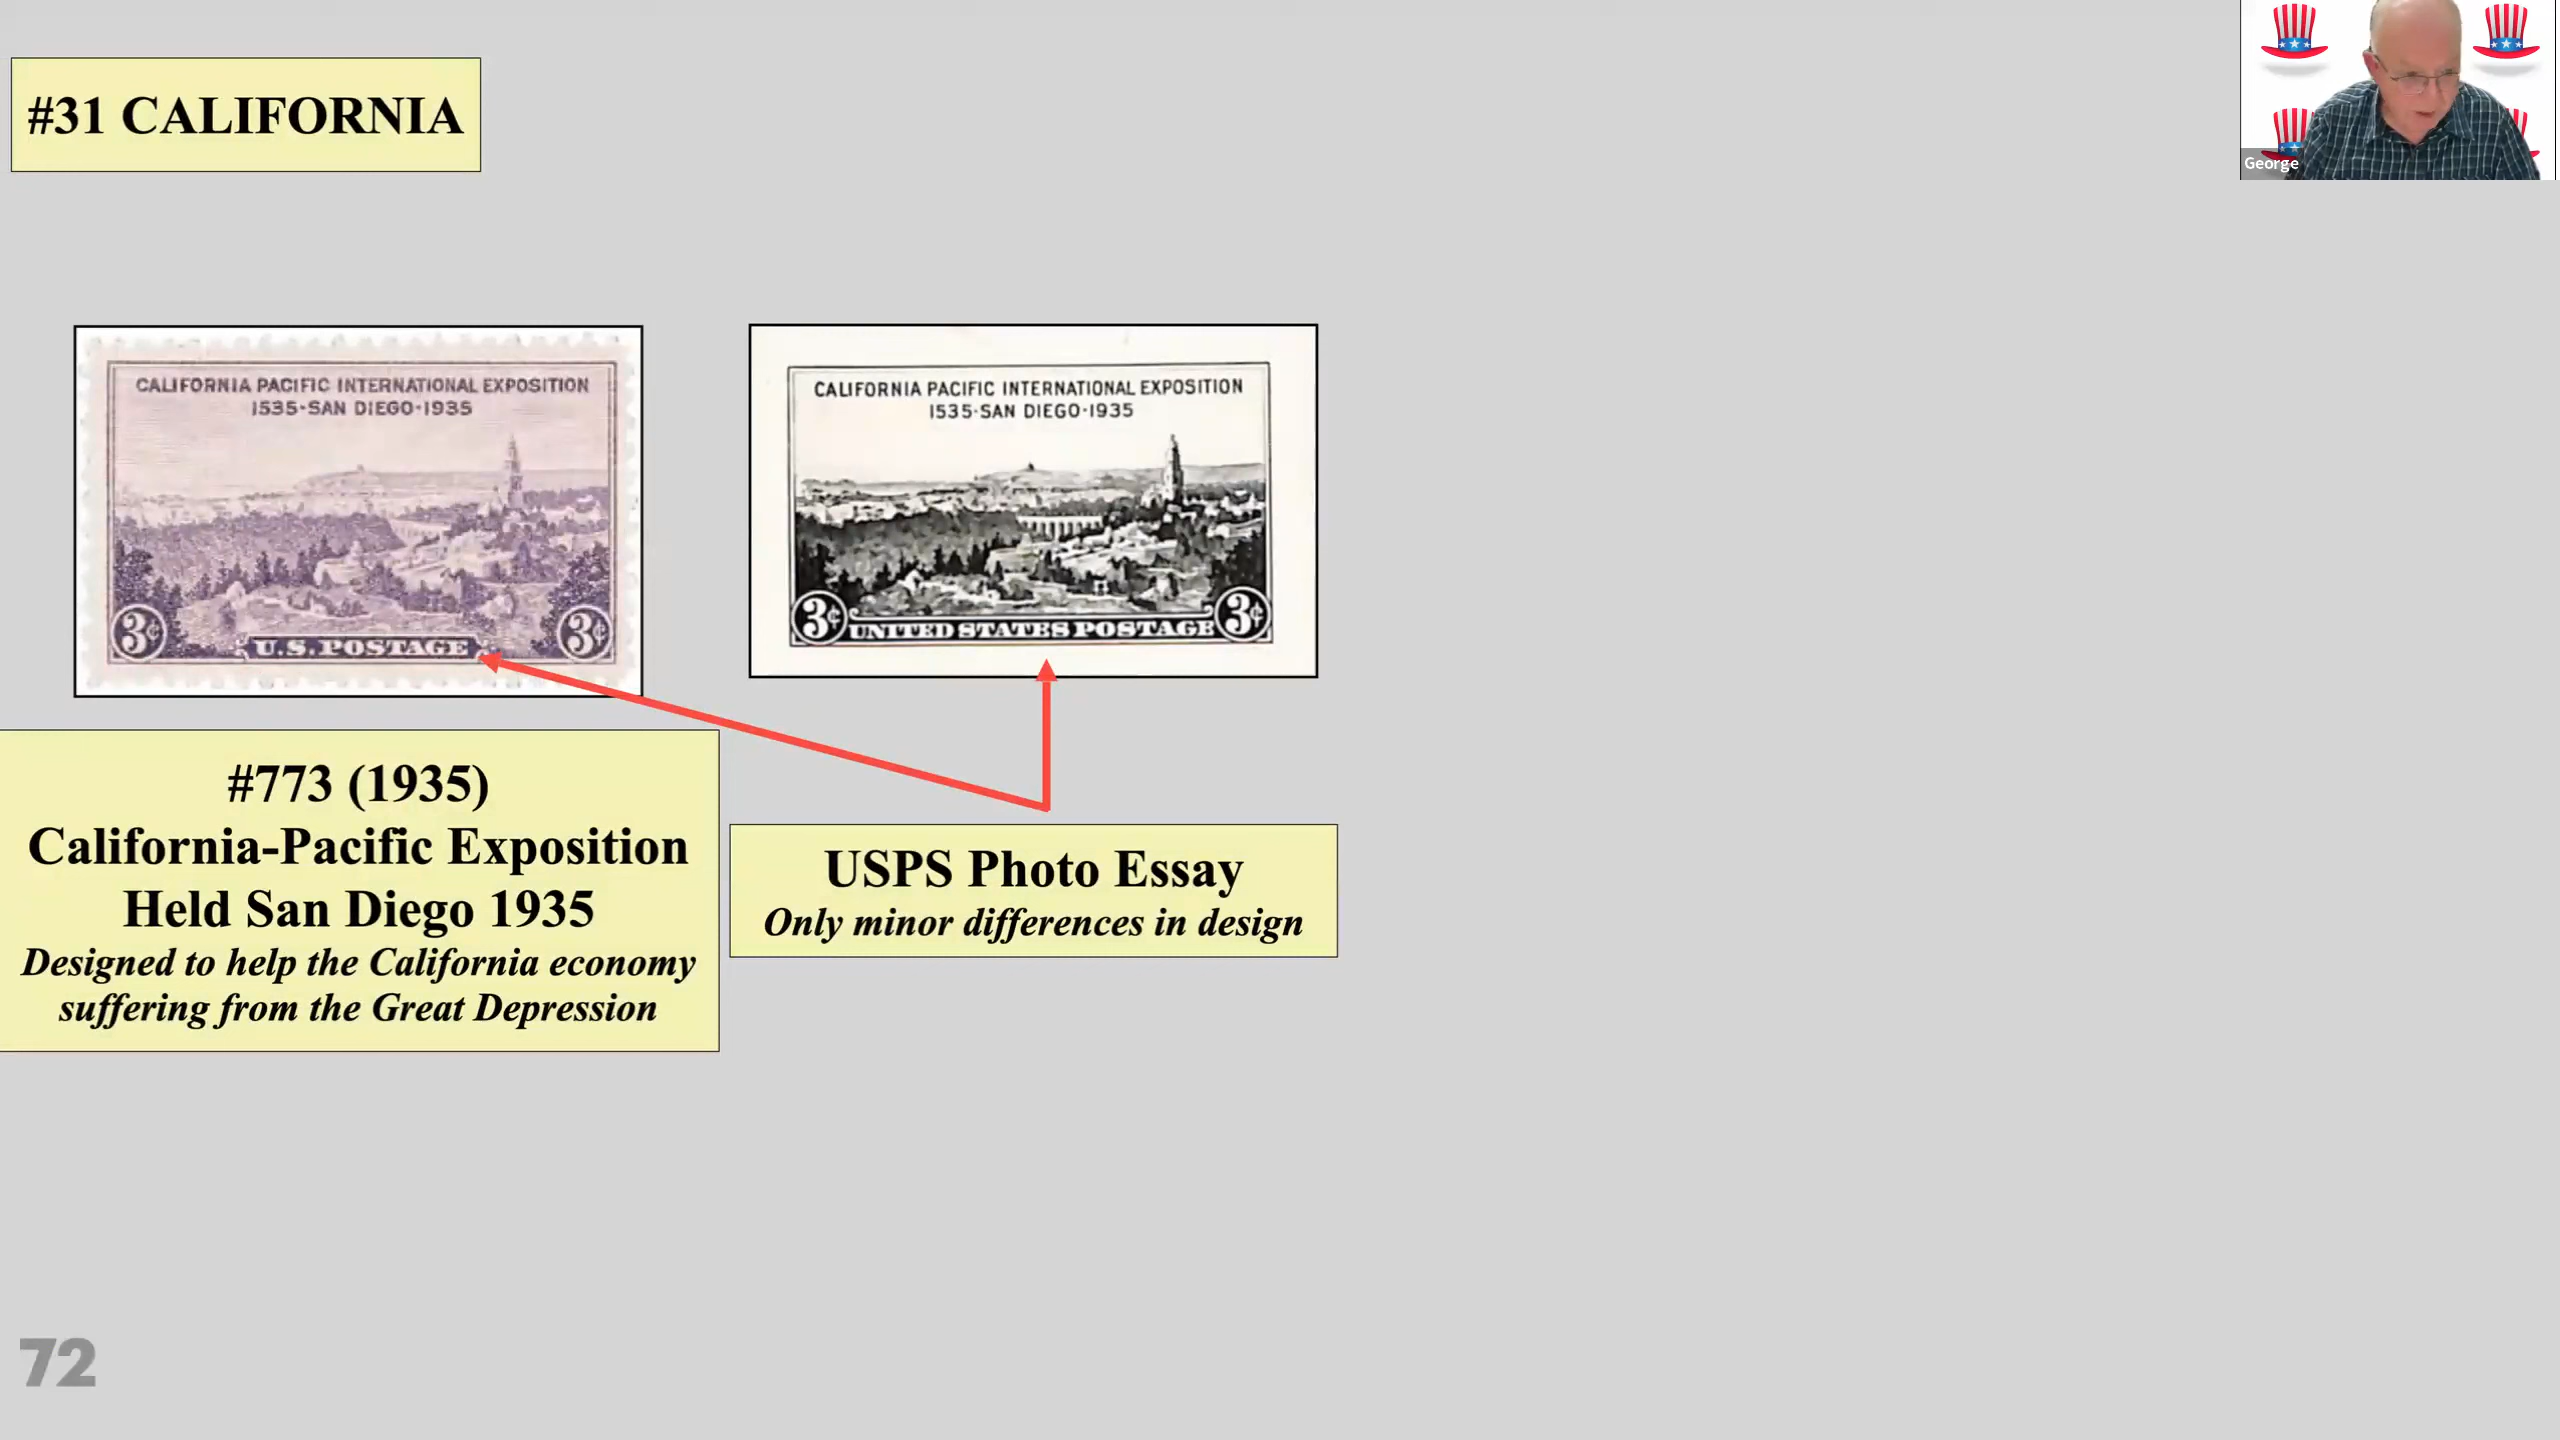 #31 CALIFORNIA
George
CALIFORNIA PACIFIC INTERNATIONAL EXPOSITION
1535-SAN DIEGO-1935
3¢
U.S. POSTAGE
3¢
CALIFORNIA PACIFIC INTERNATIONAL EXPOSITION
1535-SAN DIEGO-1935
3¢
UNITED STATES POSTAGE
3¢
#773 (1935)
California-Pacific Exposition
Held San Diego 1935
Designed to help the California economy
suffering from the Great Depression
USPS Photo Essay
Only minor differences in design
72